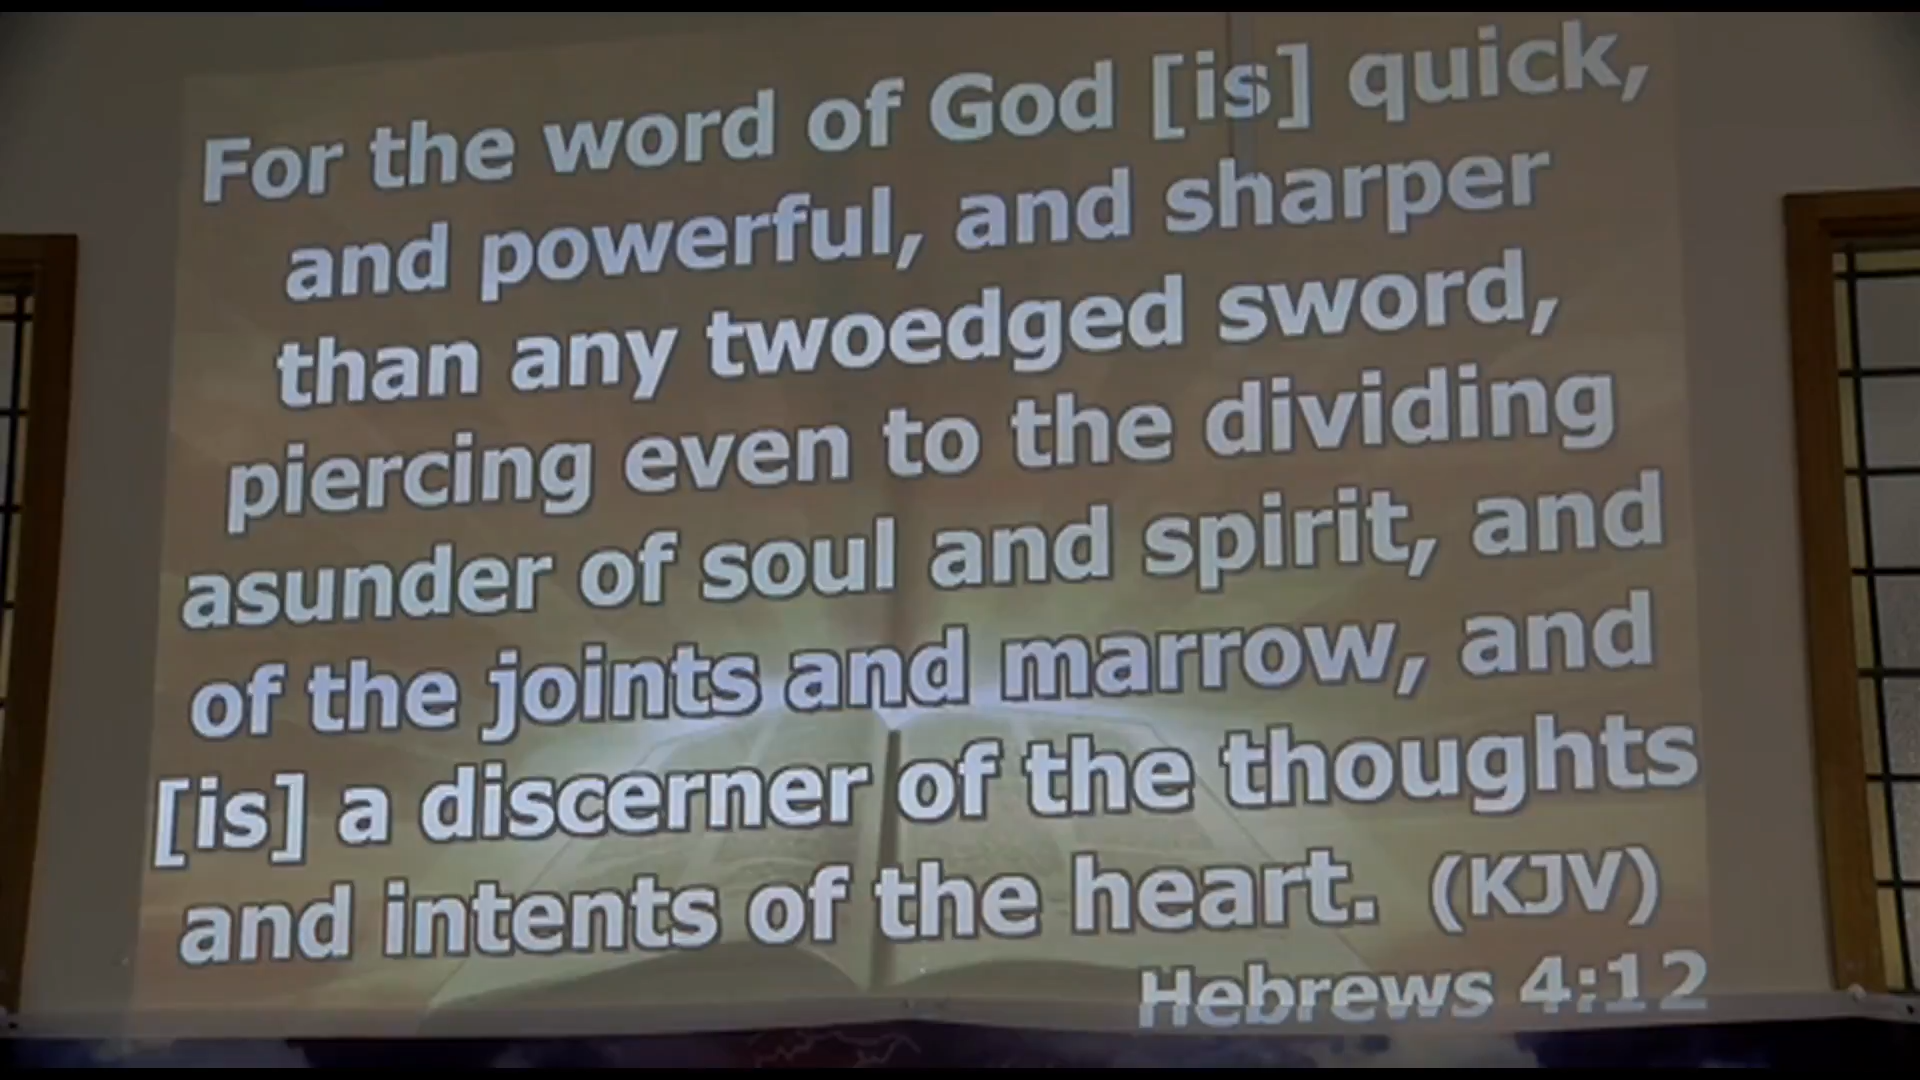 For the word of God [is] quick,
and powerful, and sharper
than any twoedged sword,
piercing even to the dividing
asunder of soul and spirit, and
of the joints and marrow, and
[is] a discerner of the thoughts
and intents of the heart. (KJV)
Hebrews 4:12